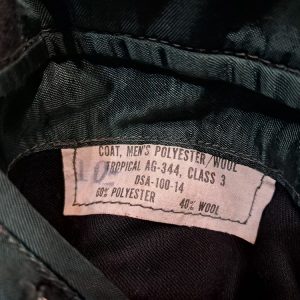 COAT, MEN'S POLYESTER/WOOL
TROPICAL AG-344, CLASS 3
DSA-100-14
60% POLYESTER 40% WOOL